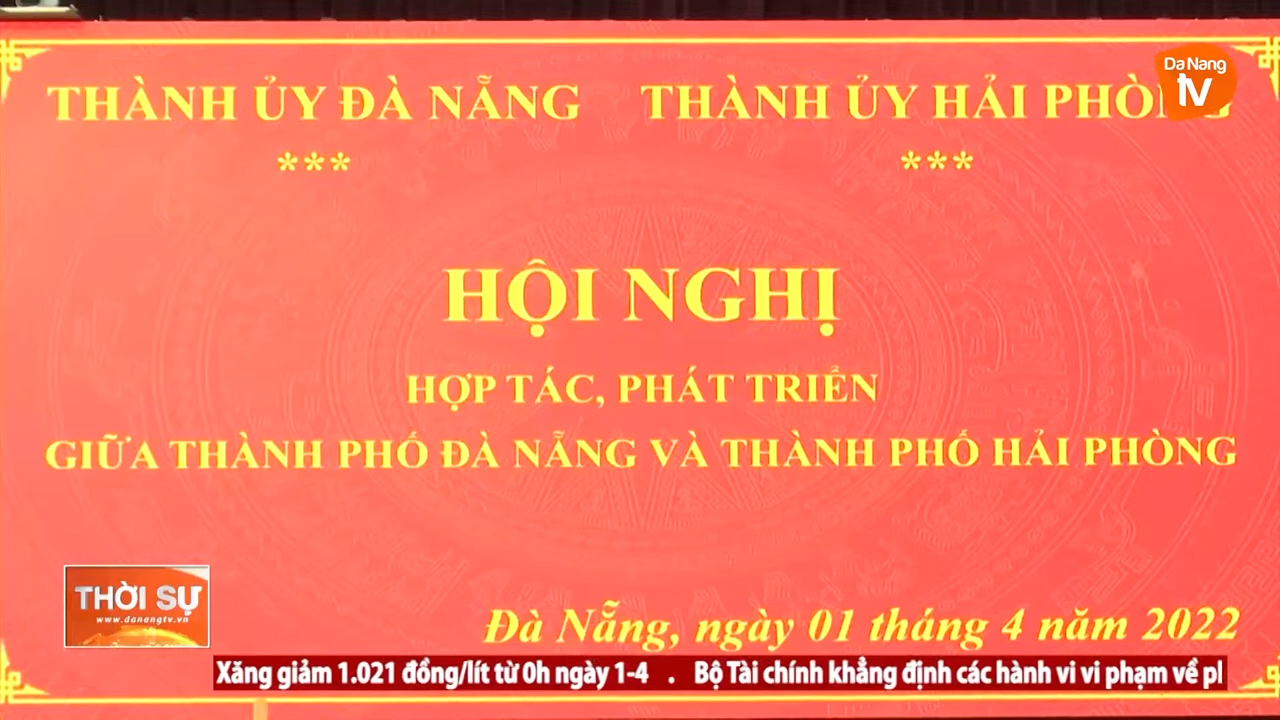 THÀNH ỦY ĐÀ NẴNG THÀNH ỦY HẢI PHÒNG
Da Nang
tv
*** ***
HỘI NGHỊ
HỢP TÁC, PHÁT TRIỂN
GIỮA THÀNH PHỐ ĐÀ NẴNG VÀ THÀNH PHỐ HẢI PHÒNG
THỜI SỰ
www.danangtv.vn
Đà Nẵng, ngày 01 tháng 4 năm 2022
Xăng giảm 1.021 đồng/lít từ 0h ngày 1-4 . Bộ Tài chính khẳng định các hành vi vi phạm về